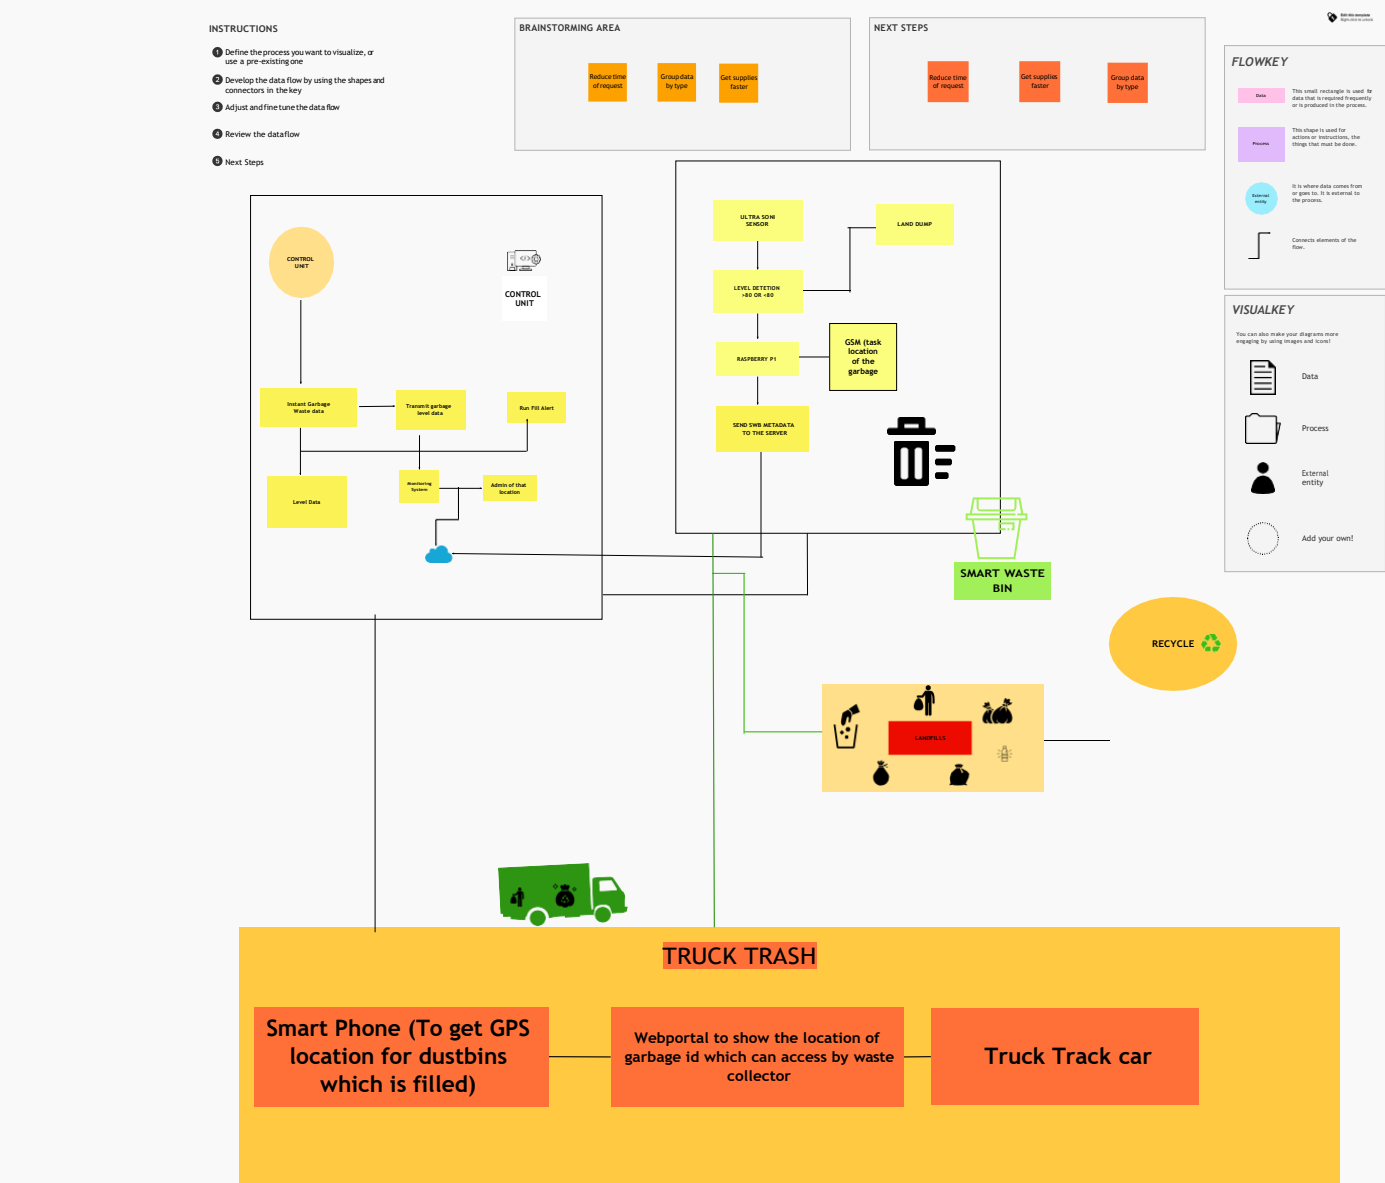 INSTRUCTIONS
1 Define the process you want to visualize, or
use a pre-existing one
2 Develop the data flow by using the shapes and
connectors in the key
3 Adjust and fine tune the data flow
4 Review the dataflow
5 Next Steps
BRAINSTORMING AREA
Reduce time
of request
Group data
by type
Get supplies
faster
NEXT STEPS
Reduce time
of request
Get supplies
faster
Group data
by type
FLOWKEY
Data
This small rectangle is used for
data that is required frequently
or is produced in the process.
Process
This shape is used for
actions or instructions, the
things that must be done.
External
entity
It is where data comes from
or goes to. It is external to
the process.
Connects elements of the
flow.
VISUALKEY
You can also make your diagrams more
engaging by using images and icons!
Data
Process
External
entity
Add your own!
CONTROL
UNIT
CONTROL
UNIT
Instant Garbage
Waste data
Transmit garbage
level data
Run Fill Alert
Level Data
Monitoring
System
Admin of that
location
ULTRA SONI
SENSOR
LAND DUMP
LEVEL DETETION
>80 OR <80
RASPBERRY P1
GSM (task
location
of the
garbage
SEND SWB METADATA
TO THE SERVER
SMART WASTE
BIN
RECYCLE
LANDFILLS
TRUCK TRASH
Smart Phone (To get GPS
location for dustbins
which is filled)
Webportal to show the location of
garbage id which can access by waste
collector
Truck Track car